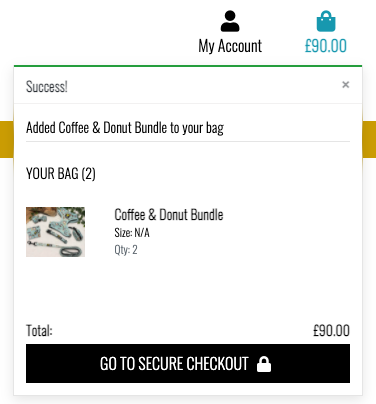 My Account
£90.00
Success!
×
Added Coffee & Donut Bundle to your bag
YOUR BAG (2)
Coffee & Donut Bundle
Size: N/A
Qty: 2
Total: £90.00
GO TO SECURE CHECKOUT